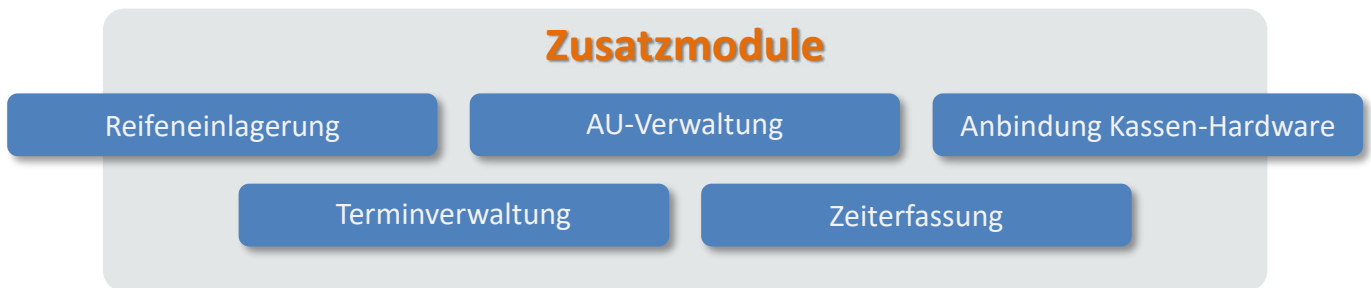 Zusatzmodule
Reifeneinlagerung
AU-Verwaltung
Anbindung Kassen-Hardware
Terminverwaltung
Zeiterfassung